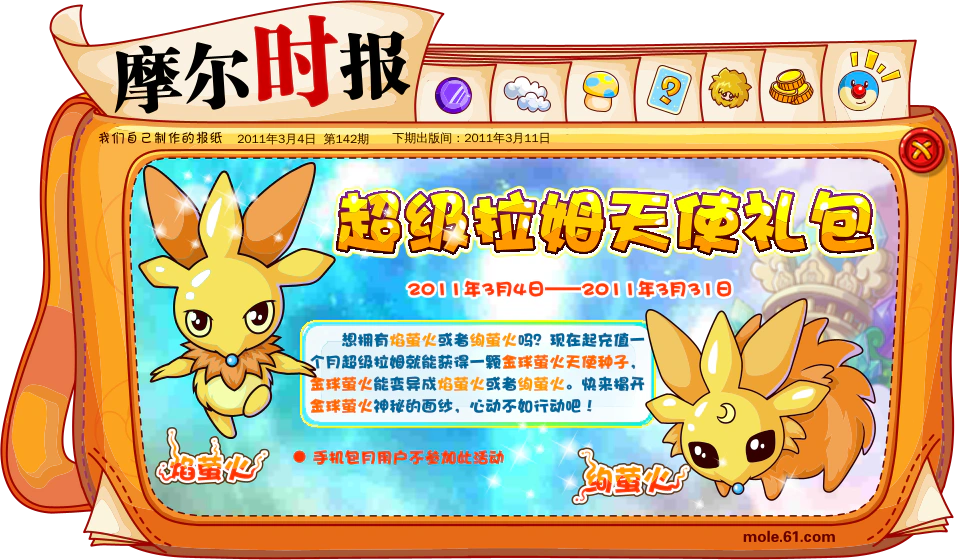 摩尔时报
我们自己制作的报纸 2011年3月4日 第142期 下期出版间：2011年3月11日
超级拉姆天使礼包
2011年3月4日——2011年3月31日
想拥有焰萤火或者绚萤火吗？现在起充值一
个月超级拉姆就能获得一颗金球萤火天使种子，
金球萤火能变异成焰萤火或者绚萤火。快来揭开
金球萤火神秘的面纱，心动不如行动吧！
● 手机包月用户不参加此活动
焰萤火
绚萤火
mole.61.com